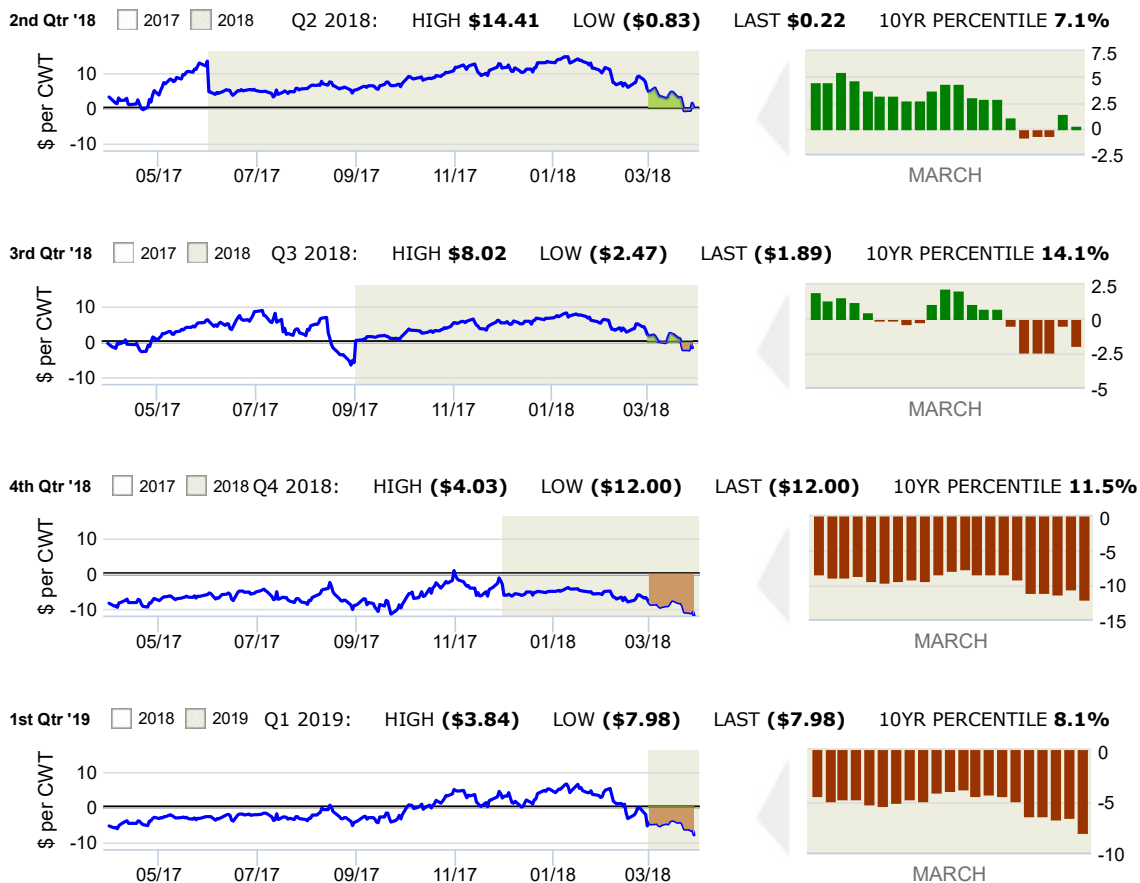 2nd Qtr '18 2017 2018 Q2 2018: HIGH $14.41 LOW ($0.83) LAST $0.22 10YR PERCENTILE 7.1%
$ per CWT
10
0
-10
05/17 07/17 09/17 11/17 01/18 03/18
7.5
5
2.5
0
-2.5
MARCH
3rd Qtr '18 2017 2018 Q3 2018: HIGH $8.02 LOW ($2.47) LAST ($1.89) 10YR PERCENTILE 14.1%
$ per CWT
10
0
-10
05/17 07/17 09/17 11/17 01/18 03/18
2.5
0
-2.5
-5
MARCH
4th Qtr '18 2017 2018 Q4 2018: HIGH ($4.03) LOW ($12.00) LAST ($12.00) 10YR PERCENTILE 11.5%
$ per CWT
10
0
-10
05/17 07/17 09/17 11/17 01/18 03/18
0
-5
-10
-15
MARCH
1st Qtr '19 2018 2019 Q1 2019: HIGH ($3.84) LOW ($7.98) LAST ($7.98) 10YR PERCENTILE 8.1%
$ per CWT
10
0
-10
05/17 07/17 09/17 11/17 01/18 03/18
0
-5
-10
MARCH